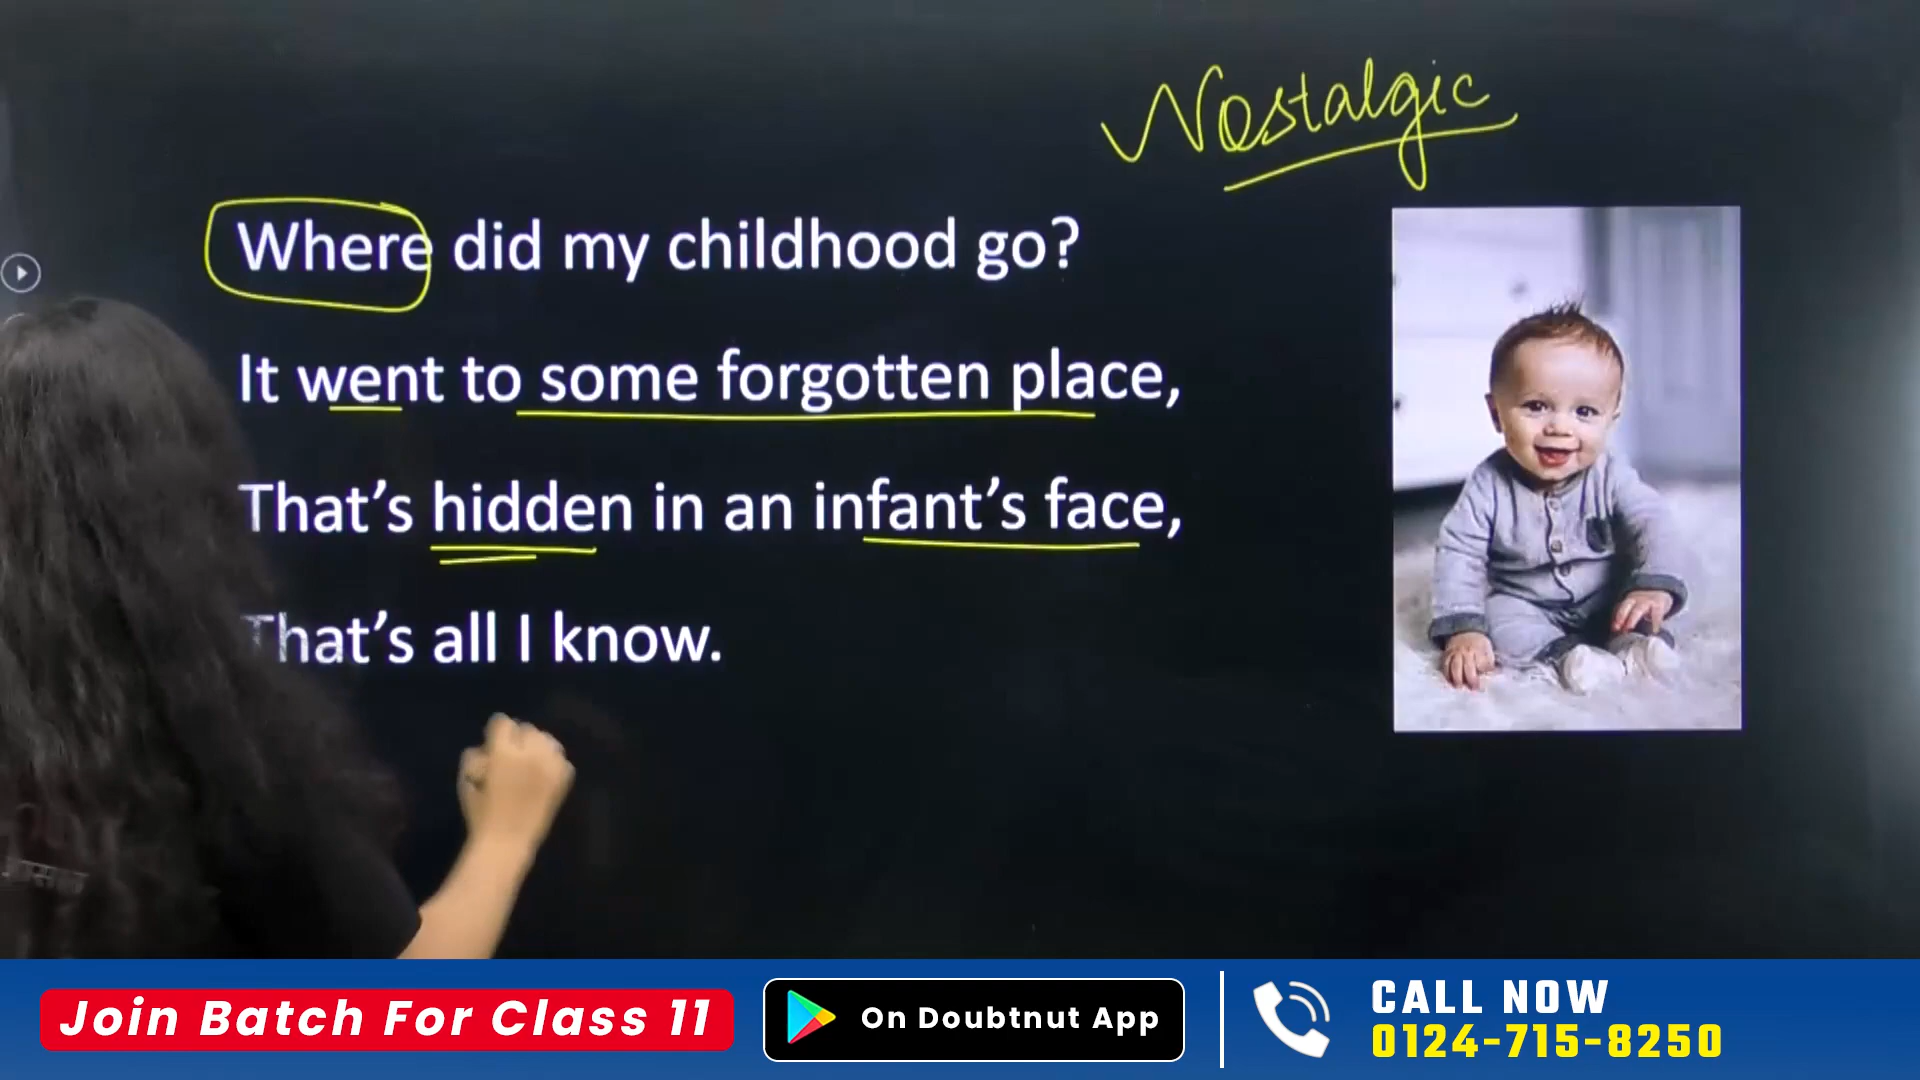 Nostalgic
Where did my childhood go?
It went to some forgotten place,
That's hidden in an infant's face,
That's all I know.
Join Batch For Class 11
On Doubtnut App
CALL NOW
0124-715-8250